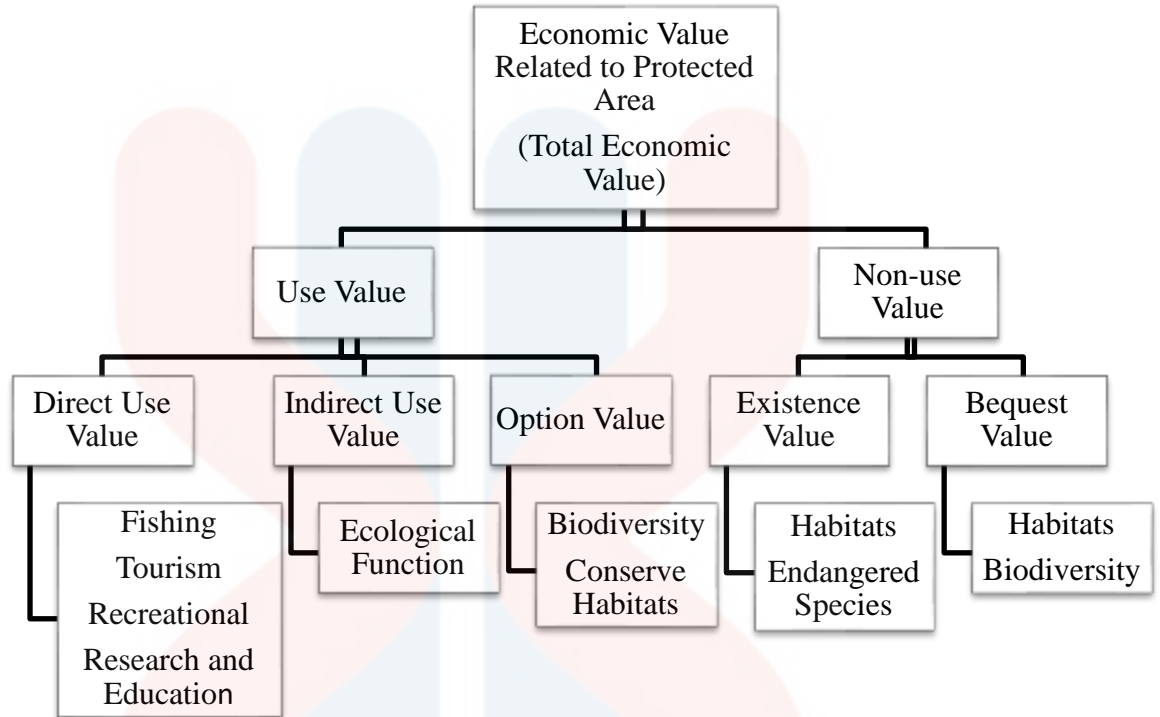 Economic Value
Related to Protected
Area
(Total Economic
Value)
Use Value
Non-use
Value
Direct Use
Value
Indirect Use
Value
Option Value
Existence
Value
Bequest
Value
Fishing
Tourism
Recreational
Research and
Education
Ecological
Function
Biodiversity
Conserve
Habitats
Habitats
Endangered
Species
Habitats
Biodiversity